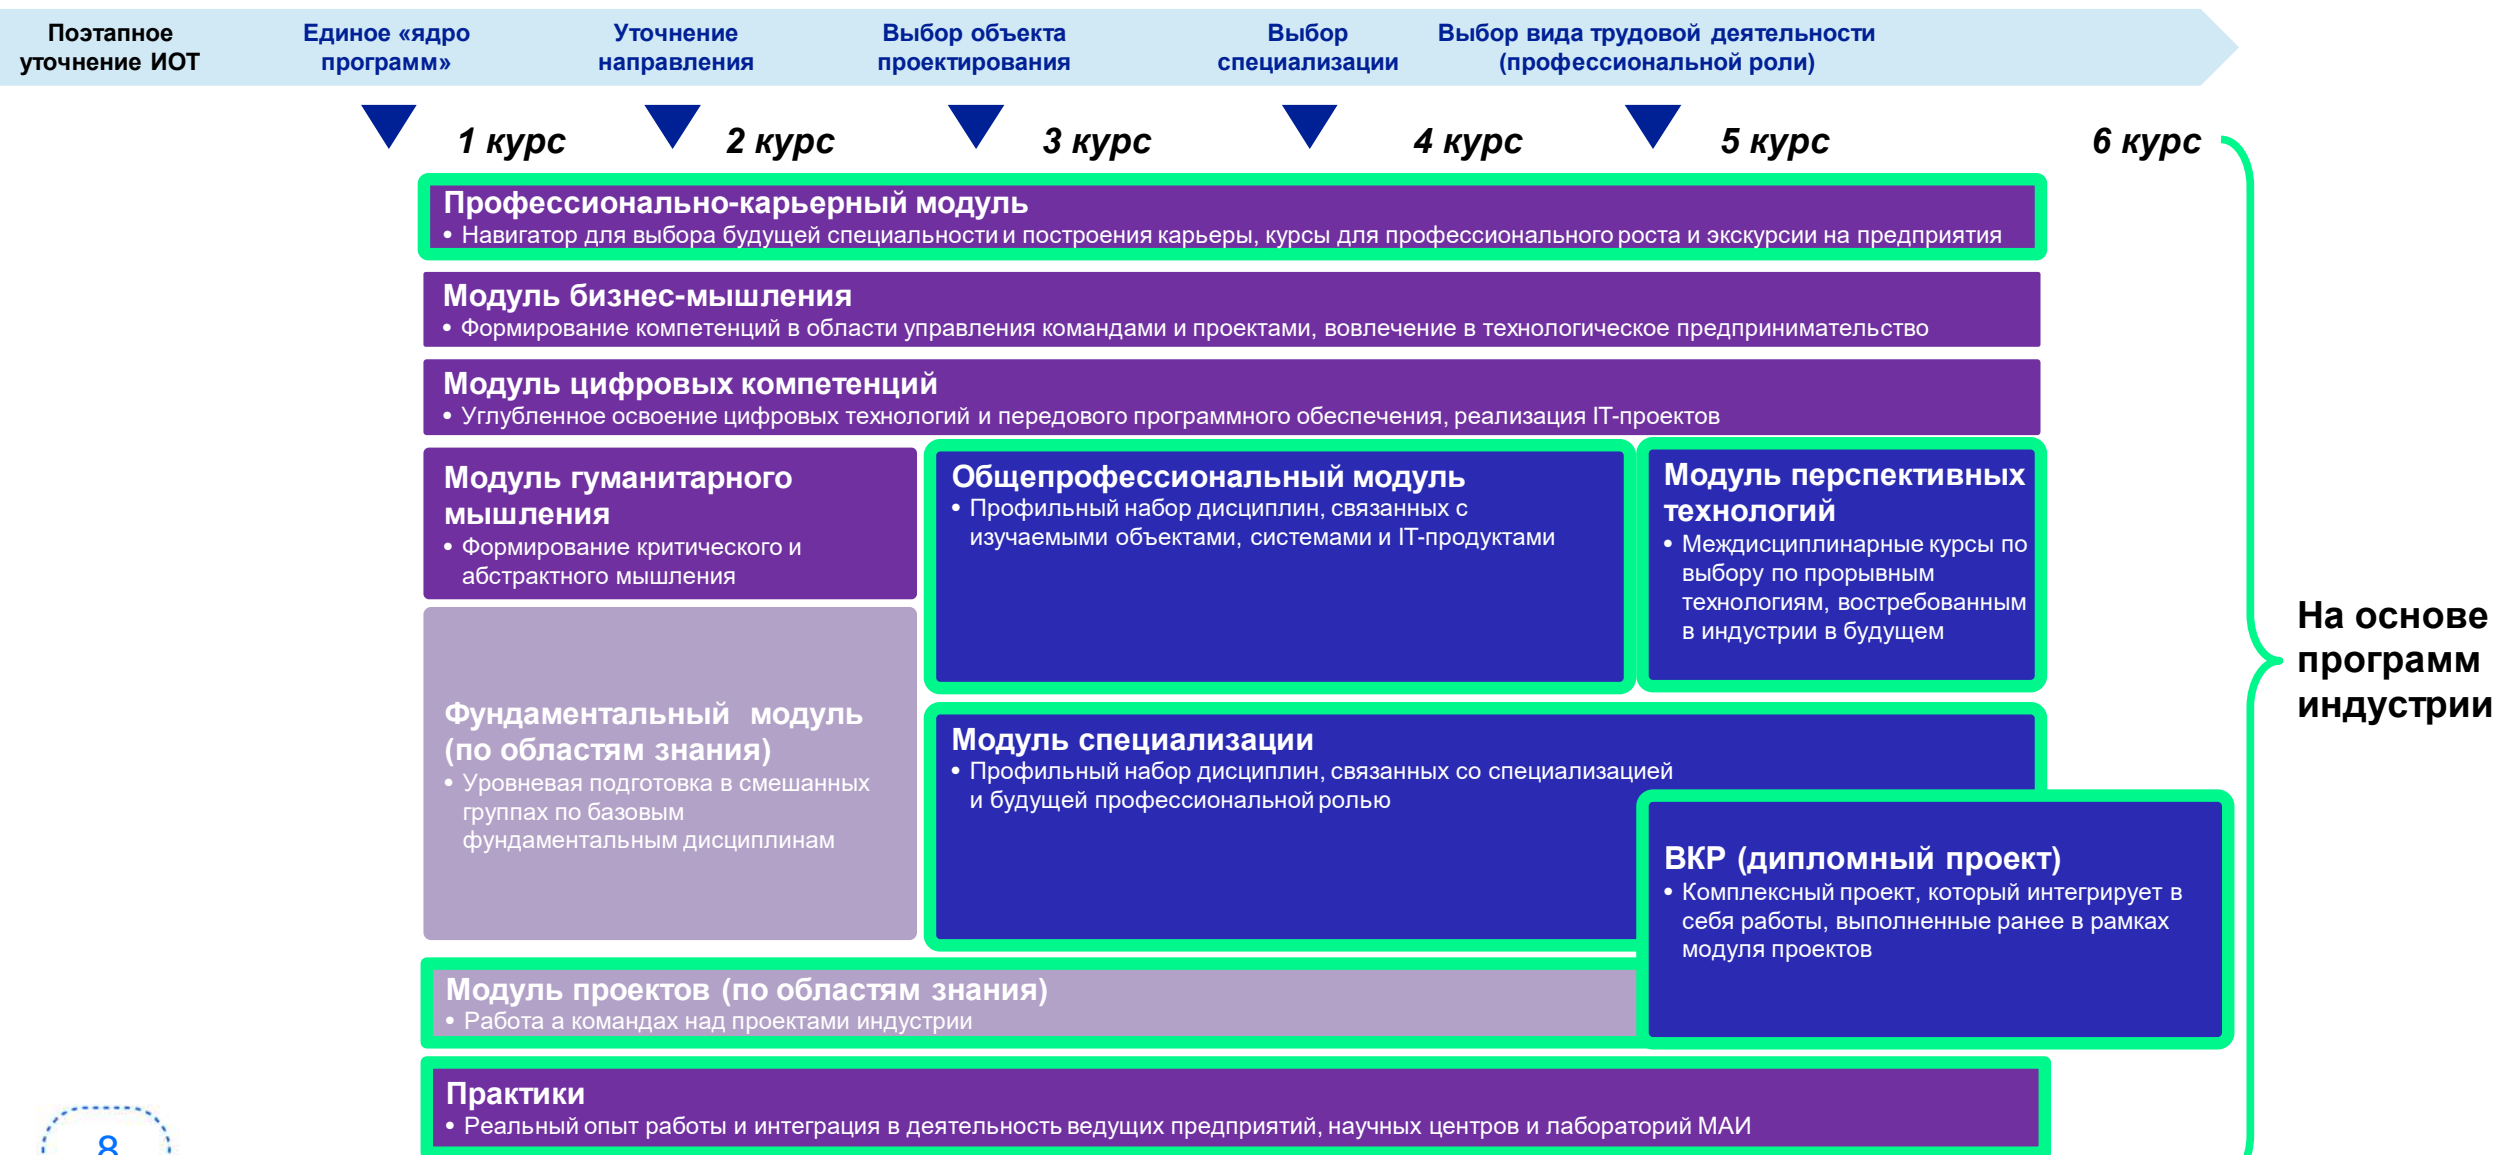 Поэтапное
уточнение ИОТ
Единое «ядро
программ»
Уточнение
направления
Выбор объекта
проектирования
Выбор
специализации
Выбор вида трудовой деятельности
(профессиональной роли)
1 курс
2 курс
3 курс
4 курс
5 курс
6 курс
Профессионально-карьерный модуль
• Навигатор для выбора будущей специальности и построения карьеры, курсы для профессионального роста и экскурсии на предприятия
Модуль бизнес-мышления
• Формирование компетенций в области управления командами и проектами, вовлечение в технологическое предпринимательство
Модуль цифровых компетенций
• Углубленное освоение цифровых технологий и передового программного обеспечения, реализация IT-проектов
Модуль гуманитарного
мышления
• Формирование критического и
абстрактного мышления
Общепрофессиональный модуль
• Профильный набор дисциплин, связанных с
изучаемыми объектами, системами и IT-продуктами
Модуль перспективных
технологий
• Междисциплинарные курсы по
выбору по прорывным
технологиям, востребованным
в индустрии в будущем
Фундаментальный модуль
(по областям знания)
• Уровневая подготовка в смешанных
группах по базовым
фундаментальным дисциплинам
Модуль специализации
• Профильный набор дисциплин, связанных со специализацией
и будущей профессиональной ролью
ВКР (дипломный проект)
• Комплексный проект, который интегрирует в
себя работы, выполненные ранее в рамках
модуля проектов
Модуль проектов (по областям знания)
• Работа а командах над проектами индустрии
Практики
• Реальный опыт работы и интеграция в деятельность ведущих предприятий, научных центров и лабораторий МАИ
На основе
программ
индустрии
8